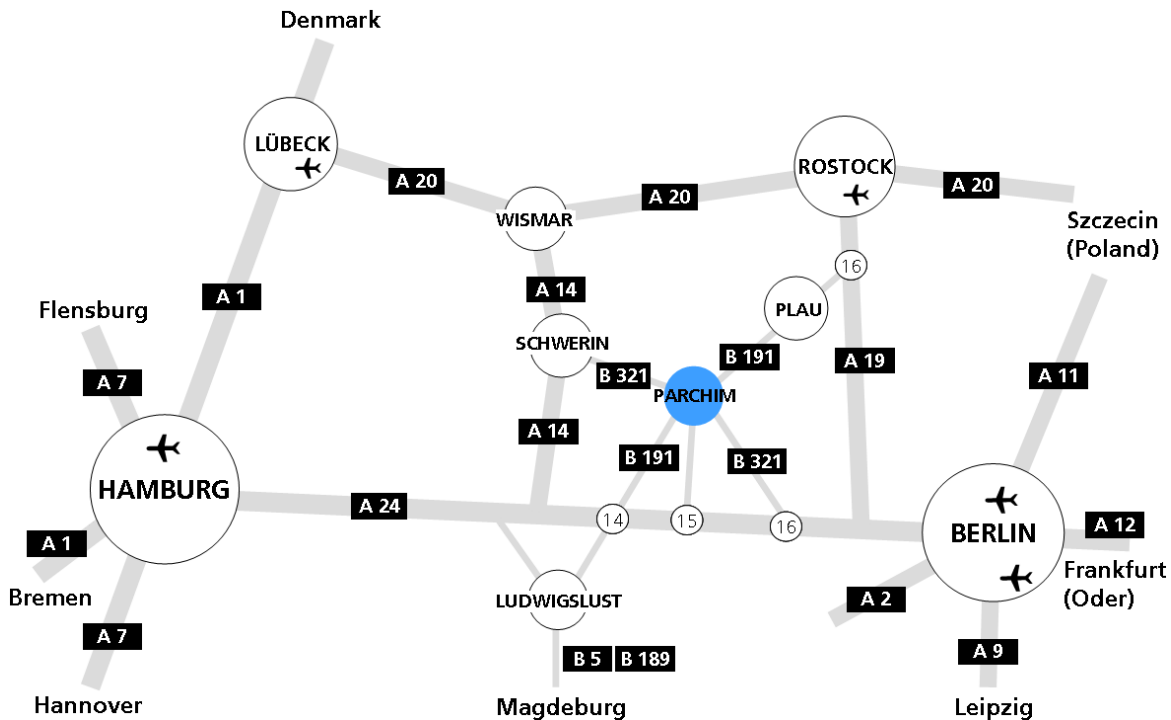 Denmark
LÜBECK
A 20
ROSTOCK
A 20
A 20
WISMAR
Szczecin
(Poland)
16
A 14
A 1
PLAU
Flensburg
SCHWERIN
B 191
A 19
B 321
A 11
A 7
PARCHIM
A 14
B 191
B 321
HAMBURG
A 24
14
15
16
BERLIN
A 12
A 1
Bremen
Frankfurt
(Oder)
LUDWIGSLUST
A 2
A 7
B 5
B 189
A 9
Hannover
Magdeburg
Leipzig